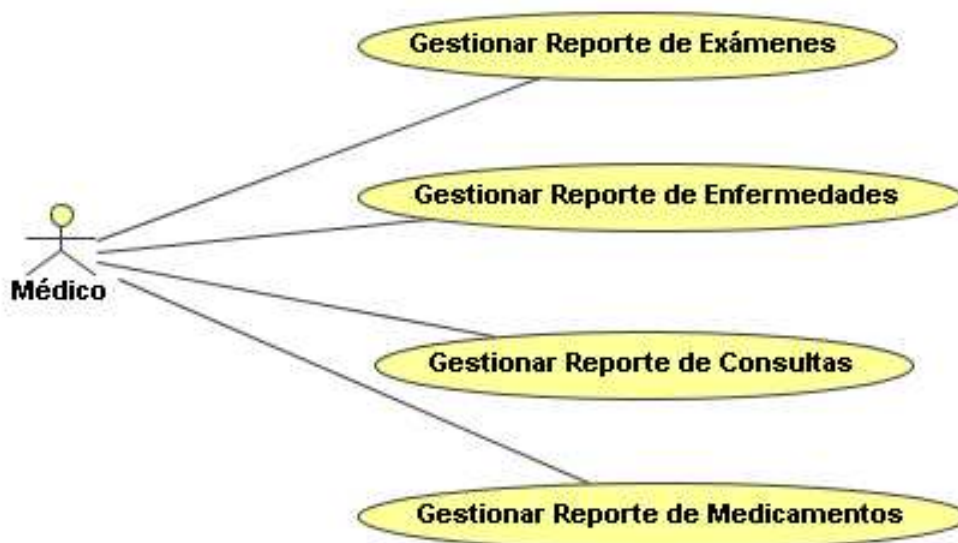 Gestionar Reporte de Exámenes
Gestionar Reporte de Enfermedades
Médico
Gestionar Reporte de Consultas
Gestionar Reporte de Medicamentos